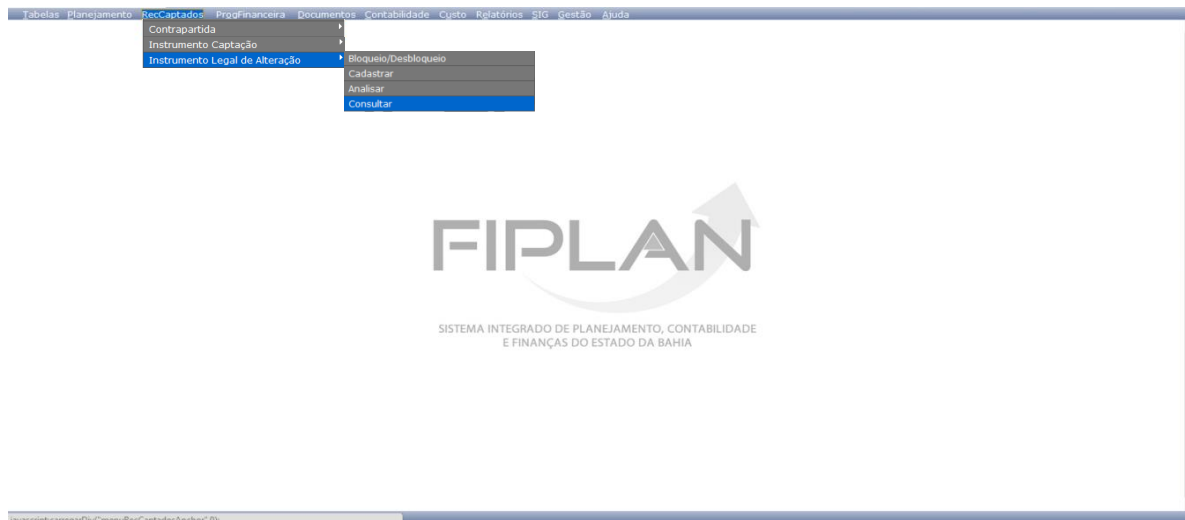 Tabelas Planejamento RecCaptados ProgFinanceira Documentos Contabilidade Custo Relatórios SIG Gestão Ajuda
Contrapartida
Instrumento Captação
Instrumento Legal de Alteração
Bloqueio/Desbloqueio
Cadastrar
Analisar
Consultar
FIPLAN
SISTEMA INTEGRADO DE PLANEJAMENTO, CONTABILIDADE
E FINANÇAS DO ESTADO DA BAHIA